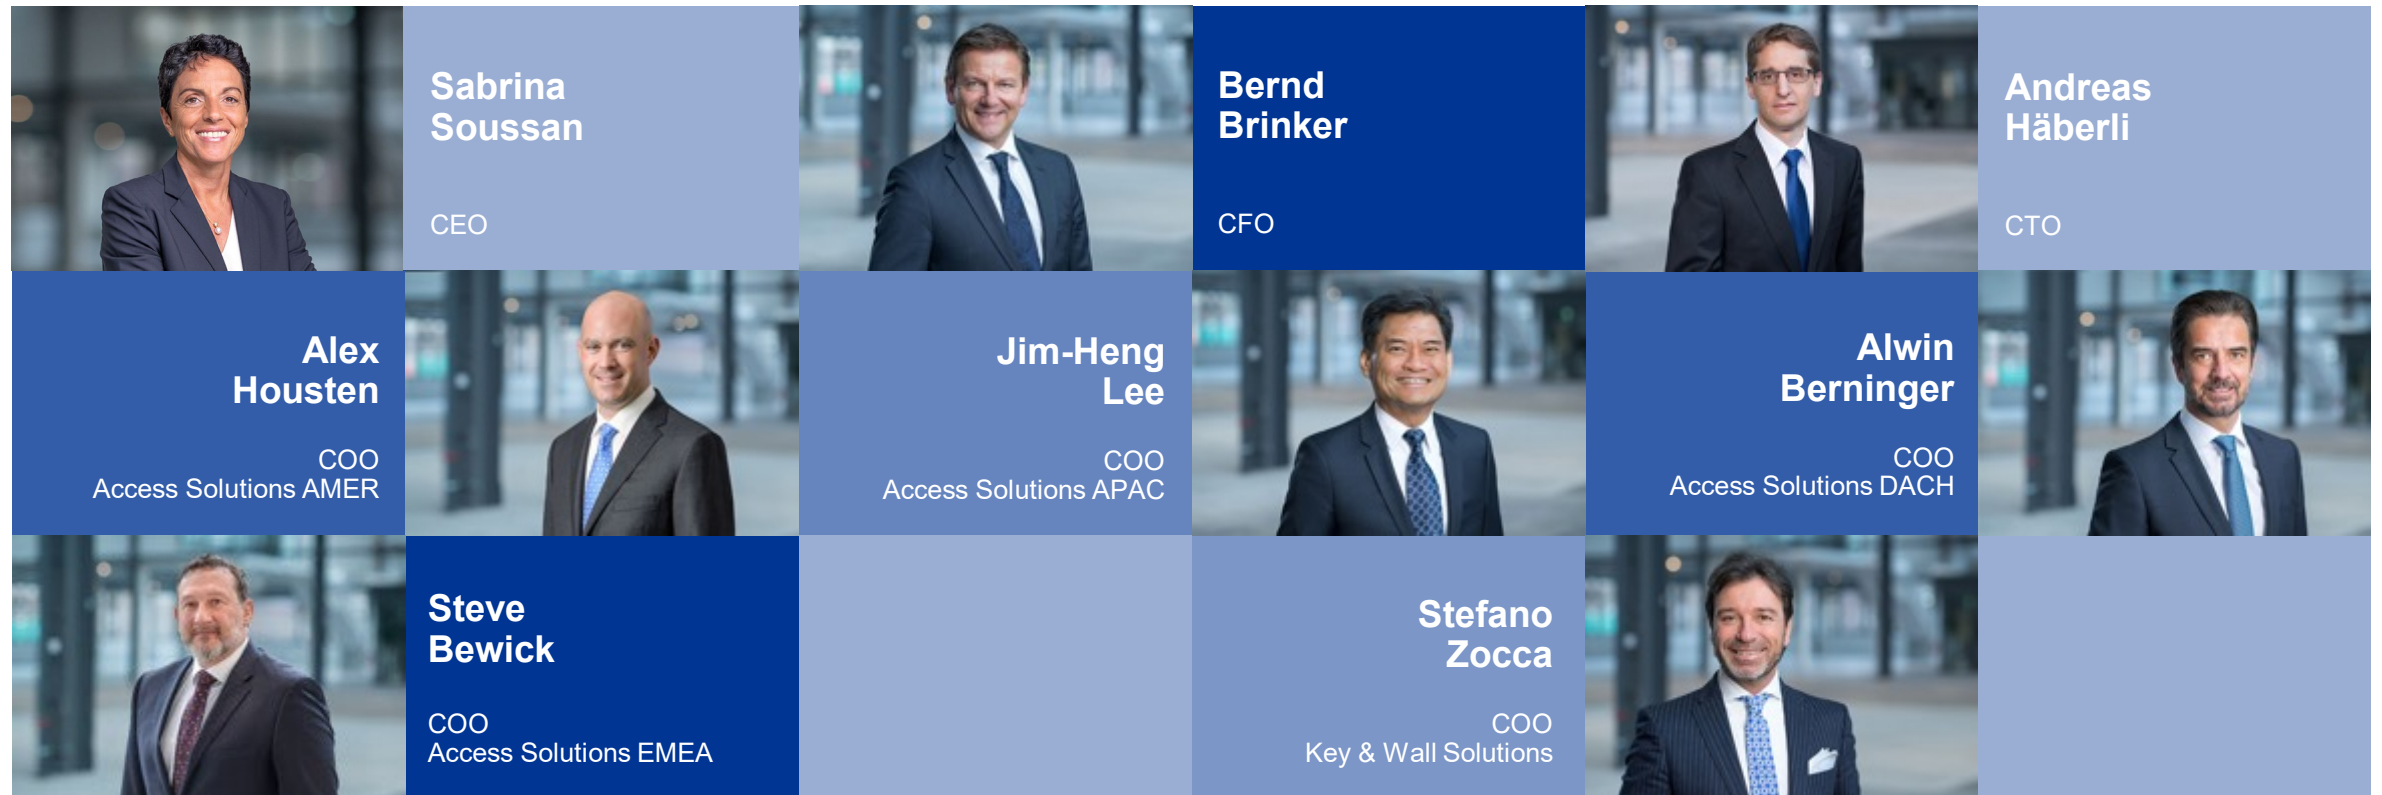 Sabrina
Soussan
CEO
Bernd
Brinker
CFO
Andreas
Häberli
CTO
Alex
Housten
COO
Access Solutions AMER
Jim-Heng
Lee
COO
Access Solutions APAC
Alwin
Berninger
COO
Access Solutions DACH
Steve
Bewick
COO
Access Solutions EMEA
Stefano
Zocca
COO
Key & Wall Solutions